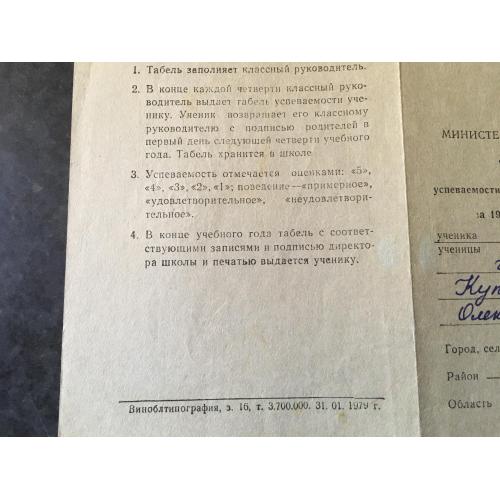 1. Табель заполняет классный руководитель.
2. В конце каждой четверти классный руко-
водитель выдает табель успеваемости уче-
нику. Ученик возвращает его классному
руководителю с подписью родителей в
первый день следующей четверти учебного
года. Табель хранится в школе
3. Успеваемость отмечается оценками: «5»,
«4», «3», «2», «1»; поведение—«примерное»,
«удовлетворительное», «неудовлетвори-
тельное».
4. В конце учебного года табель с соответ-
ствующими записями и подписью директо-
ра школы и печатью выдается ученику.
Виноблтипография, з. 16, т. 3.700.000. 31. 01. 1979 г.
МИНИСТЕ
успеваемости
за 19
ученика
ученицы
Куп
Олек
Город, сел
Район —
Область